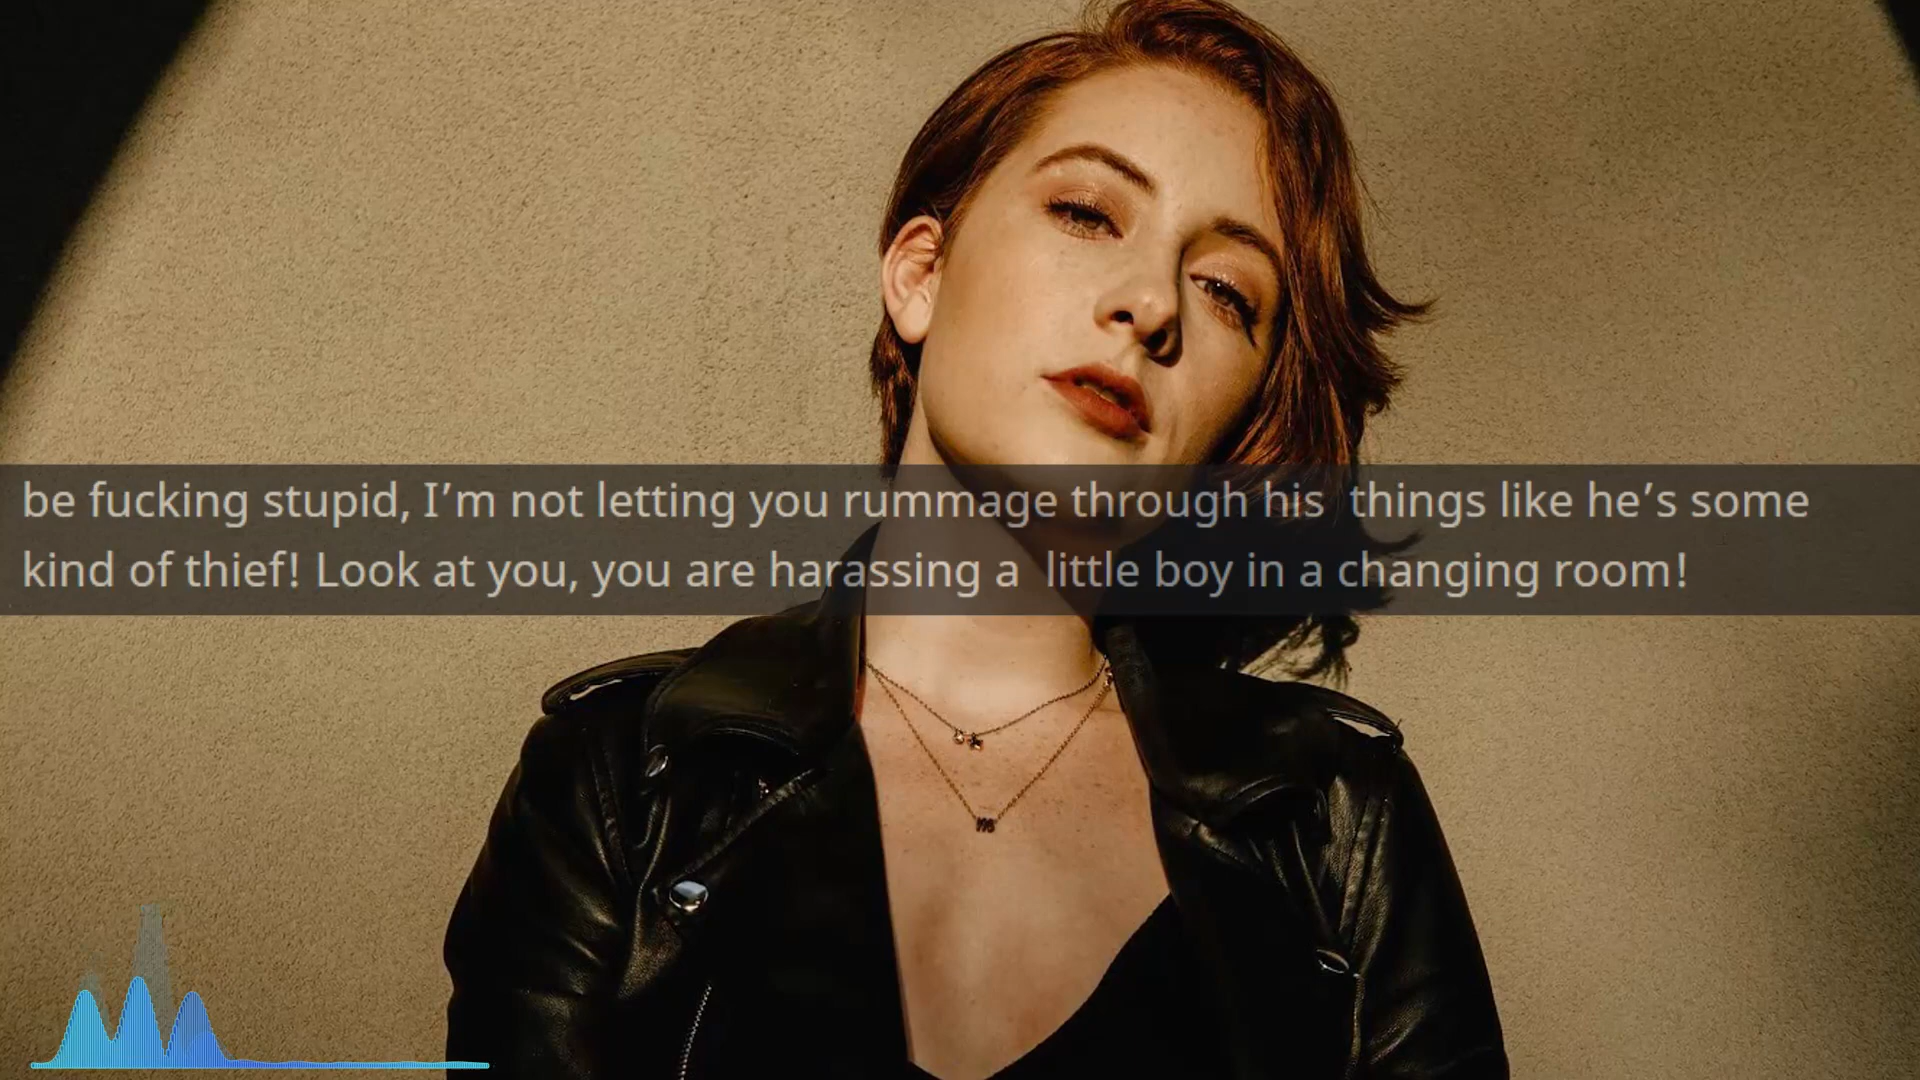 be fucking stupid, I’m not letting you rummage through his things like he’s some
kind of thief! Look at you, you are harassing a little boy in a changing room!